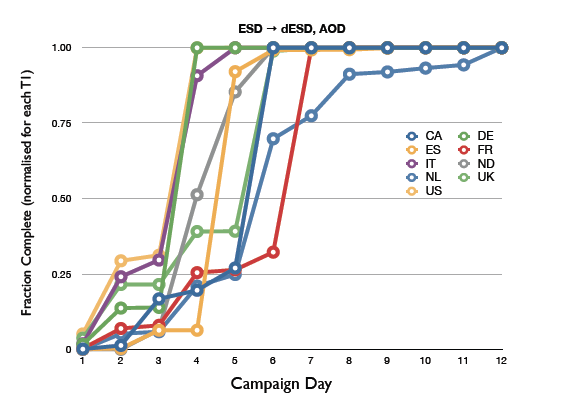 ESD → dESD, AOD
Fraction Complete (normalised for each T1)
1.00
0.75
0.50
0.25
0
CA DE
ES FR
IT ND
NL UK
US
1 2 3 4 5 6 7 8 9 10 11 12
Campaign Day